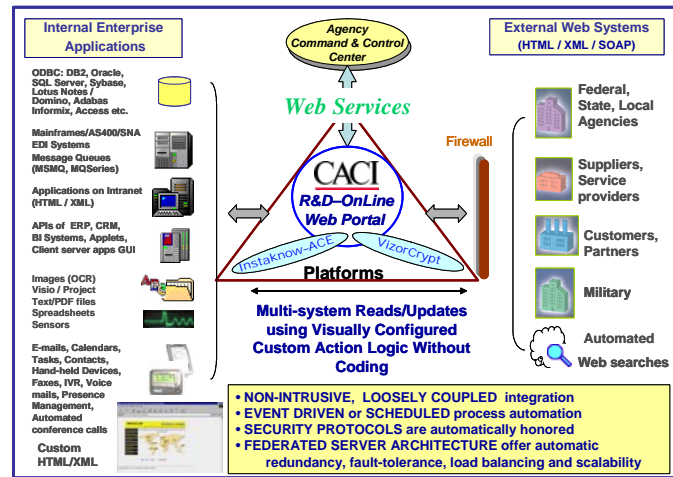 Internal Enterprise
Applications
ODBC: DB2, Oracle,
SQL Server, Sybase,
Lotus Notes /
Domino, Adabas
Informix, Access etc.
Mainframes/AS400/SNA
EDI Systems
Message Queues
(MSMQ, MQSeries)
Applications on Intranet
(HTML / XML)
APIs of ERP, CRM,
BI Systems, Applets,
Client server apps GUI
Images (OCR)
Visio / Project
Text/PDF files
Spreadsheets
Sensors
E-mails, Calendars,
Tasks, Contacts,
Hand-held Devices,
Faxes, IVR, Voice
mails, Presence
Management,
Automated
conference calls
Custom
HTML/XML
Agency
Command & Control
Center
Web Services
CACI
R&D–OnLine
Web Portal
Instaknow-ACE
VizorCrypt
Platforms
Firewall
Multi-system Reads/Updates
using Visually Configured
Custom Action Logic Without
Coding
External Web Systems
(HTML / XML / SOAP)
Federal,
State, Local
Agencies
Suppliers,
Service
providers
Customers,
Partners
Military
Automated
Web searches
• NON-INTRUSIVE, LOOSELY COUPLED integration
• EVENT DRIVEN or SCHEDULED process automation
• SECURITY PROTOCOLS are automatically honored
• FEDERATED SERVER ARCHITECTURE offer automatic
redundancy, fault-tolerance, load balancing and scalability